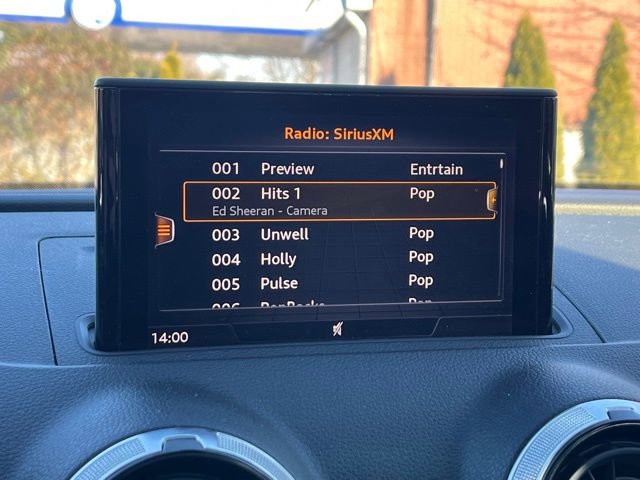 Radio: SiriusXM
001 Preview Entrtain
002 Hits 1 Pop
Ed Sheeran - Camera
003 Unwell Pop
004 Holly Pop
005 Pulse Pop
14:00